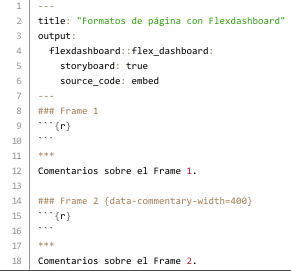 1 ---
2 title: "Formatos de página con Flexdashboard"
3 output:
4   flexdashboard::flex_dashboard:
5     storyboard: true
6     source_code: embed
7 ---
8 ### Frame 1
9 ```{r}
10 ```
11 ***
12 Comentarios sobre el Frame 1.
13
14 ### Frame 2 {data-commentary-width=400}
15 ```{r}
16 ```
17 ***
18 Comentarios sobre el Frame 2.